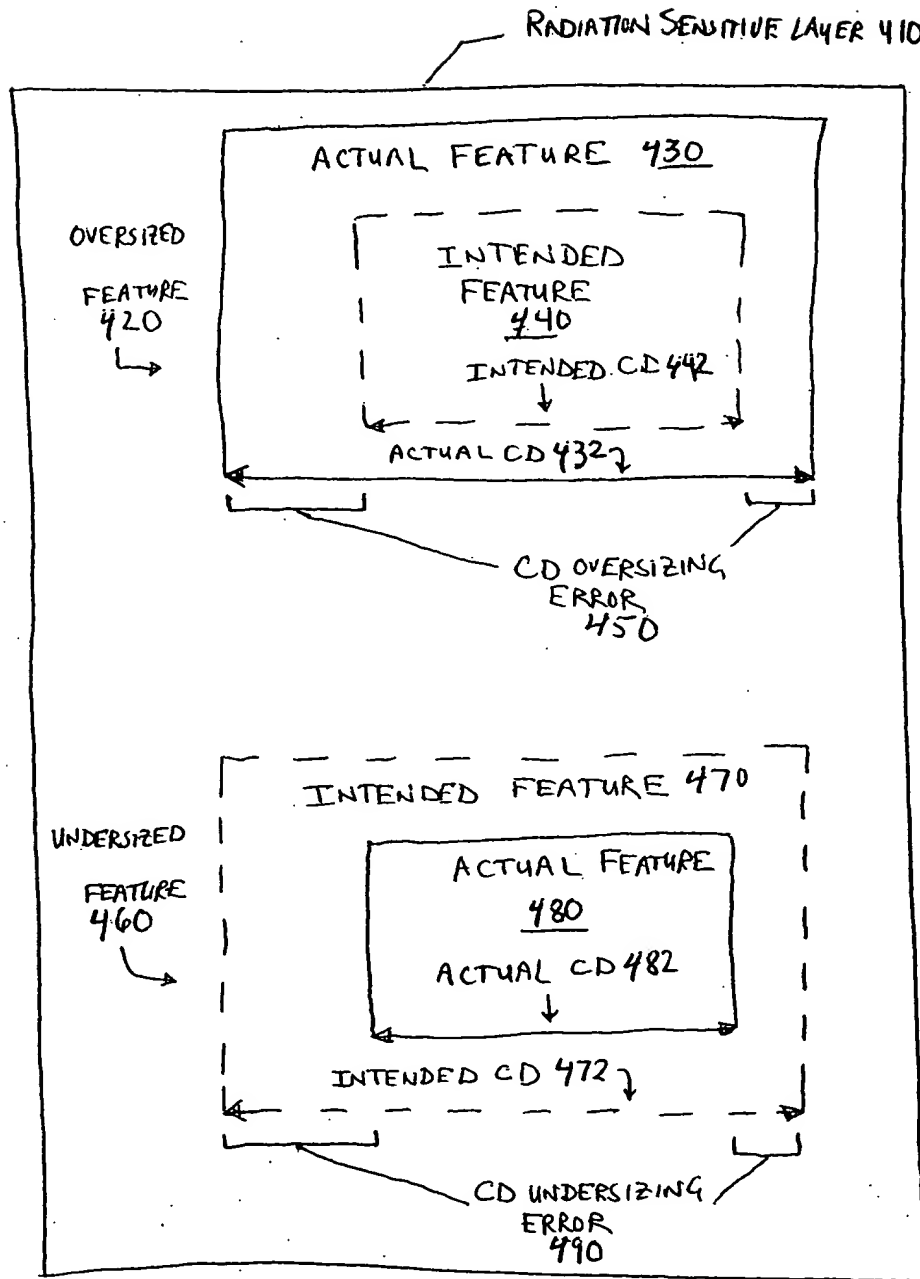 RADIATION SENSITIVE LAYER 410
ACTUAL FEATURE 430
OVERSIZED
FEATURE
420
INTENDED
FEATURE
440
INTENDED CD 442
ACTUAL CD 432
CD OVERSIZING
ERROR
450
INTENDED FEATURE 470
UNDERSIZED
FEATURE
460
ACTUAL FEATURE
480
ACTUAL CD 482
INTENDED CD 472
CD UNDERSIZING
ERROR
490